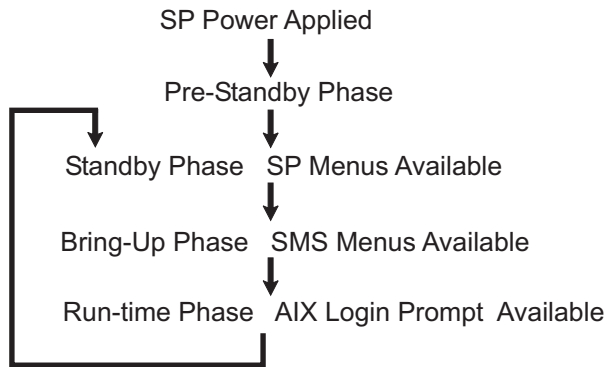 SP Power Applied
Pre-Standby Phase
Standby Phase SP Menus Available
Bring-Up Phase SMS Menus Available
Run-time Phase AIX Login Prompt Available